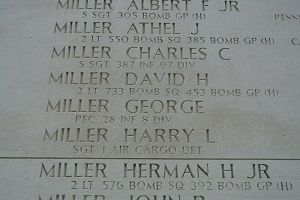 MILLER ALBERT F JR
S SGT 305 BOMB GP (H)
PENN
MILLER ATHEL J
2 LT 550 BOMB SQ 385 BOMB GP (H)
MILLER CHARLES C
S SGT 387 INF 97 DIV
MILLER DAVID H
2 LT 733 BOMB SQ 453 BOMB GP (H)
MILLER GEORGE
PFC 28 INF 8 DIV
MILLER HARRY L
SGT 1 AIR CARGO DET
MILLER HERMAN H JR
2 LT 576 BOMB SQ 392 BOMB GP (H)
MILLER JOHN